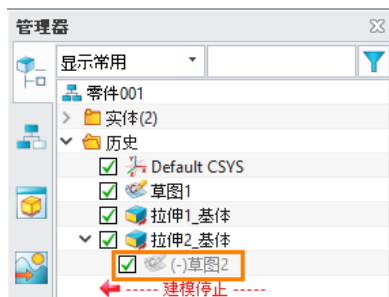 管理器
显示常用
零件001
实体(2)
历史
Default CSYS
草图1
拉伸1_基体
拉伸2_基体
(-)草图2
----- 建模停止 -----